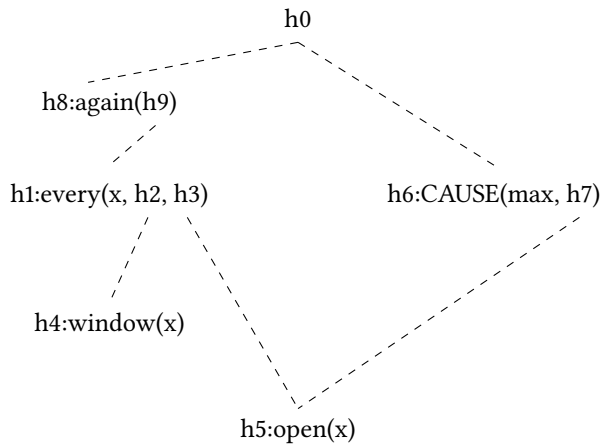 h0
h8:again(h9)
h1:every(x, h2, h3)
h6:CAUSE(max, h7)
h4:window(x)
h5:open(x)